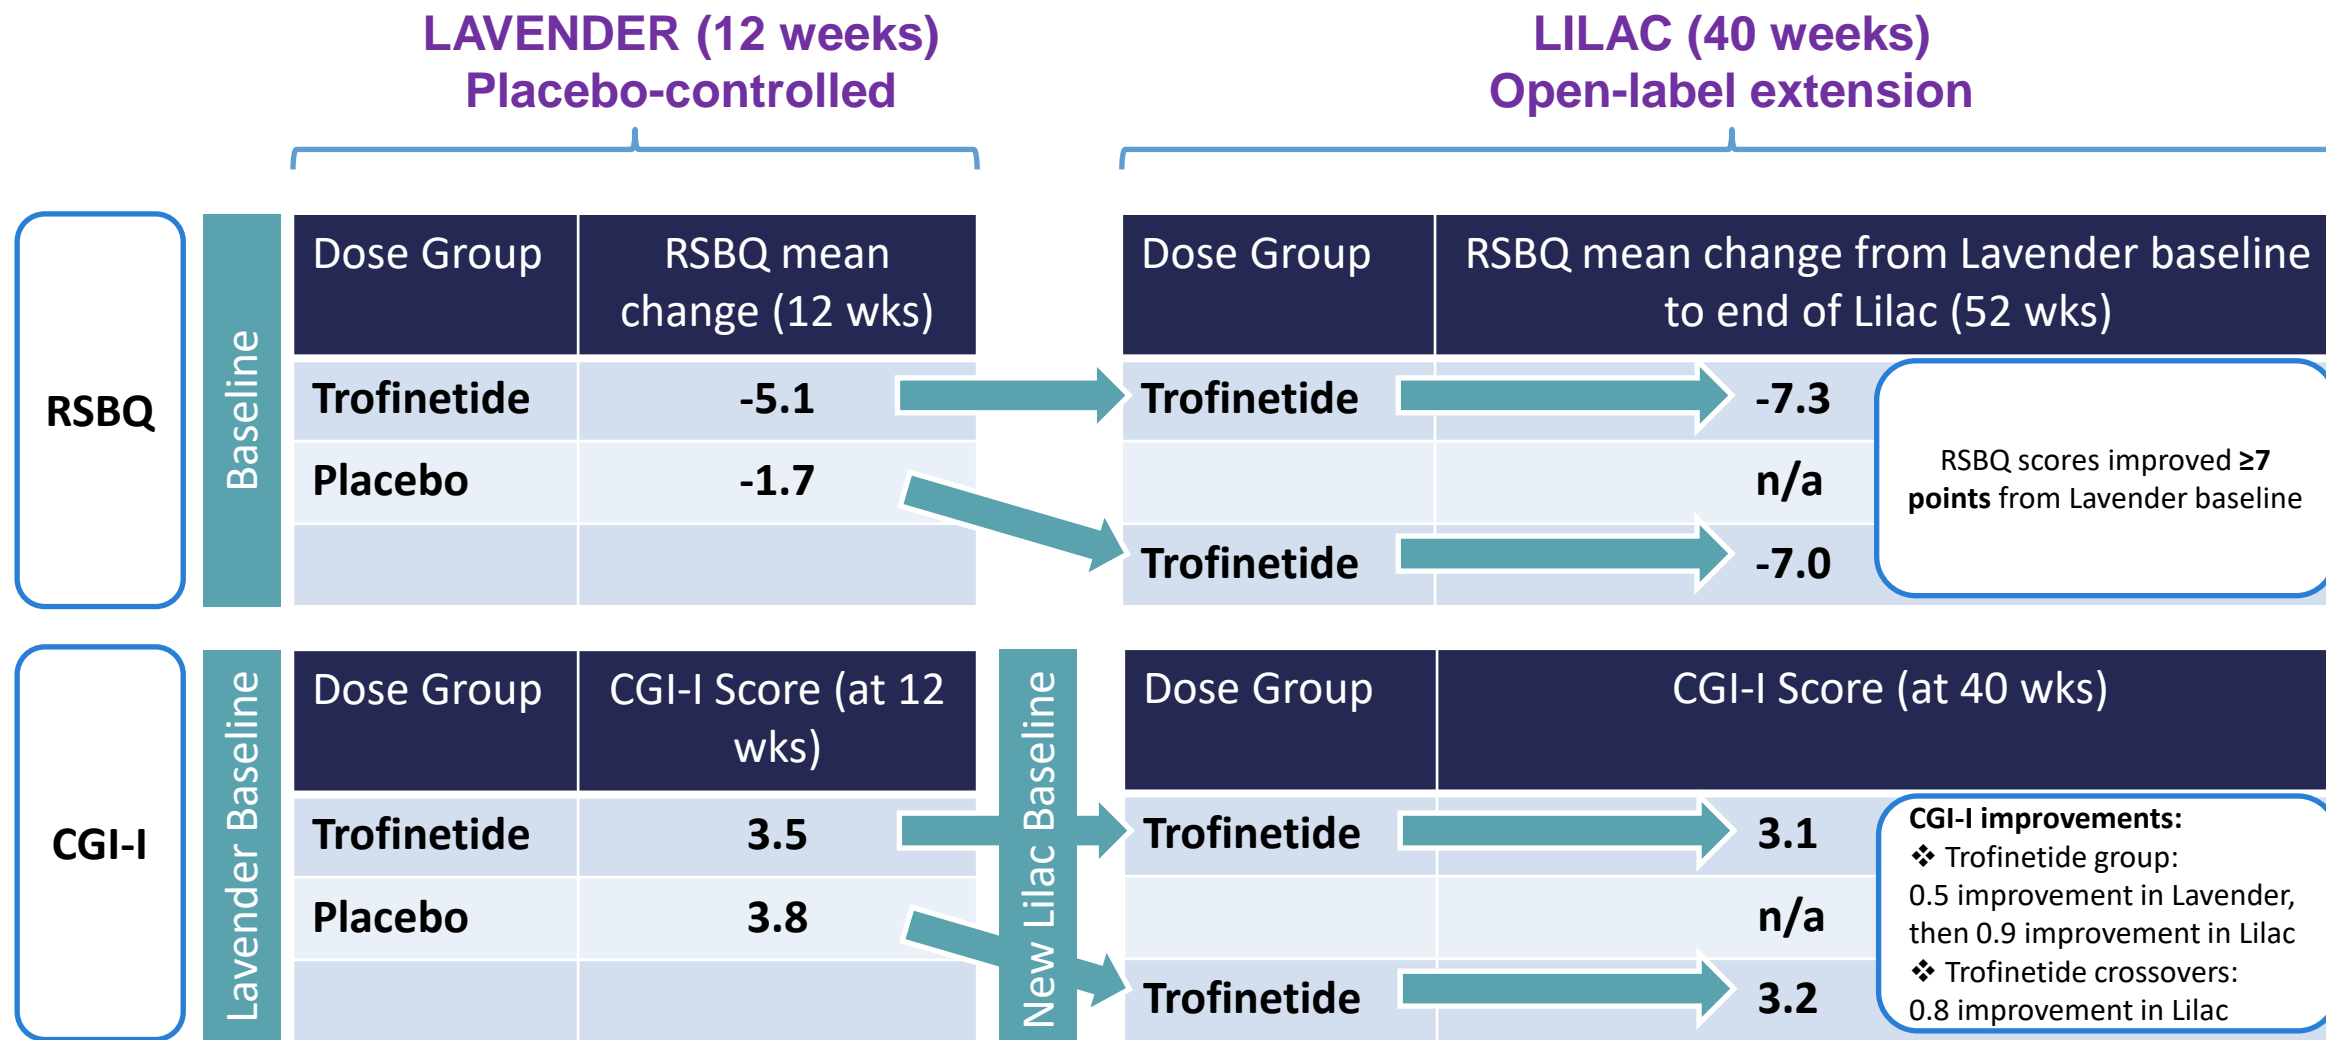 LAVENDER (12 weeks)
Placebo-controlled
LILAC (40 weeks)
Open-label extension
RSBQ
Baseline
Dose Group
RSBQ mean
change (12 wks)
Trofinetide
-5.1
Placebo
-1.7
Dose Group
RSBQ mean change from Lavender baseline
to end of Lilac (52 wks)
Trofinetide
-7.3
n/a
Trofinetide
-7.0
RSBQ scores improved ≥7
points from Lavender baseline
CGI-I
Lavender Baseline
Dose Group
CGI-I Score (at 12
wks)
Trofinetide
3.5
Placebo
3.8
New Lilac Baseline
Dose Group
CGI-I Score (at 40 wks)
Trofinetide
3.1
n/a
Trofinetide
3.2
CGI-I improvements:
❖ Trofinetide group:
0.5 improvement in Lavender,
then 0.9 improvement in Lilac
❖ Trofinetide crossovers:
0.8 improvement in Lilac